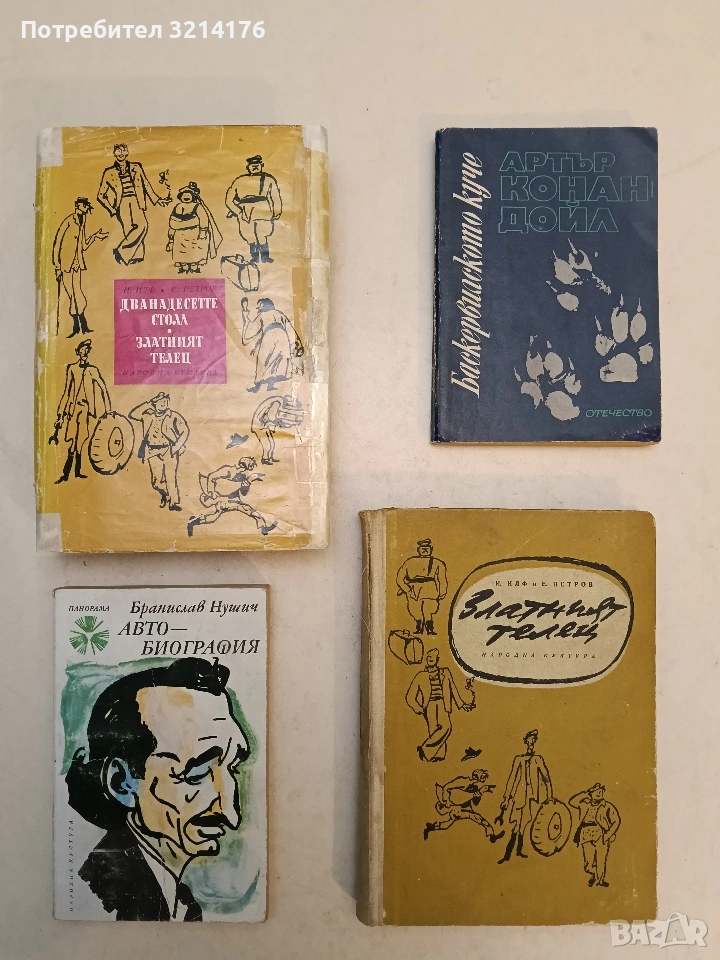 Потребител 3214176
И. ИЛФ • Е. ПЕТРОВ
ДВАНАДЕСЕТТЕ
СТОЛА
•
ЗЛАТНИЯТ
ТЕЛЕЦ
НАРОДНА КУЛТУРА
Баскервилското куче
АРТЪР
КОНАН
ДОЙЛ
ОТЕЧЕСТВО
ПАНОРАМА
Бранислав Нушич
АВТО—
БИОГРАФИЯ
НАРОДНА КУЛТУРА
И. ИЛФ и Е. ПЕТРОВ
Златният
телец
НАРОДНА КУЛТУРА
BAZAR